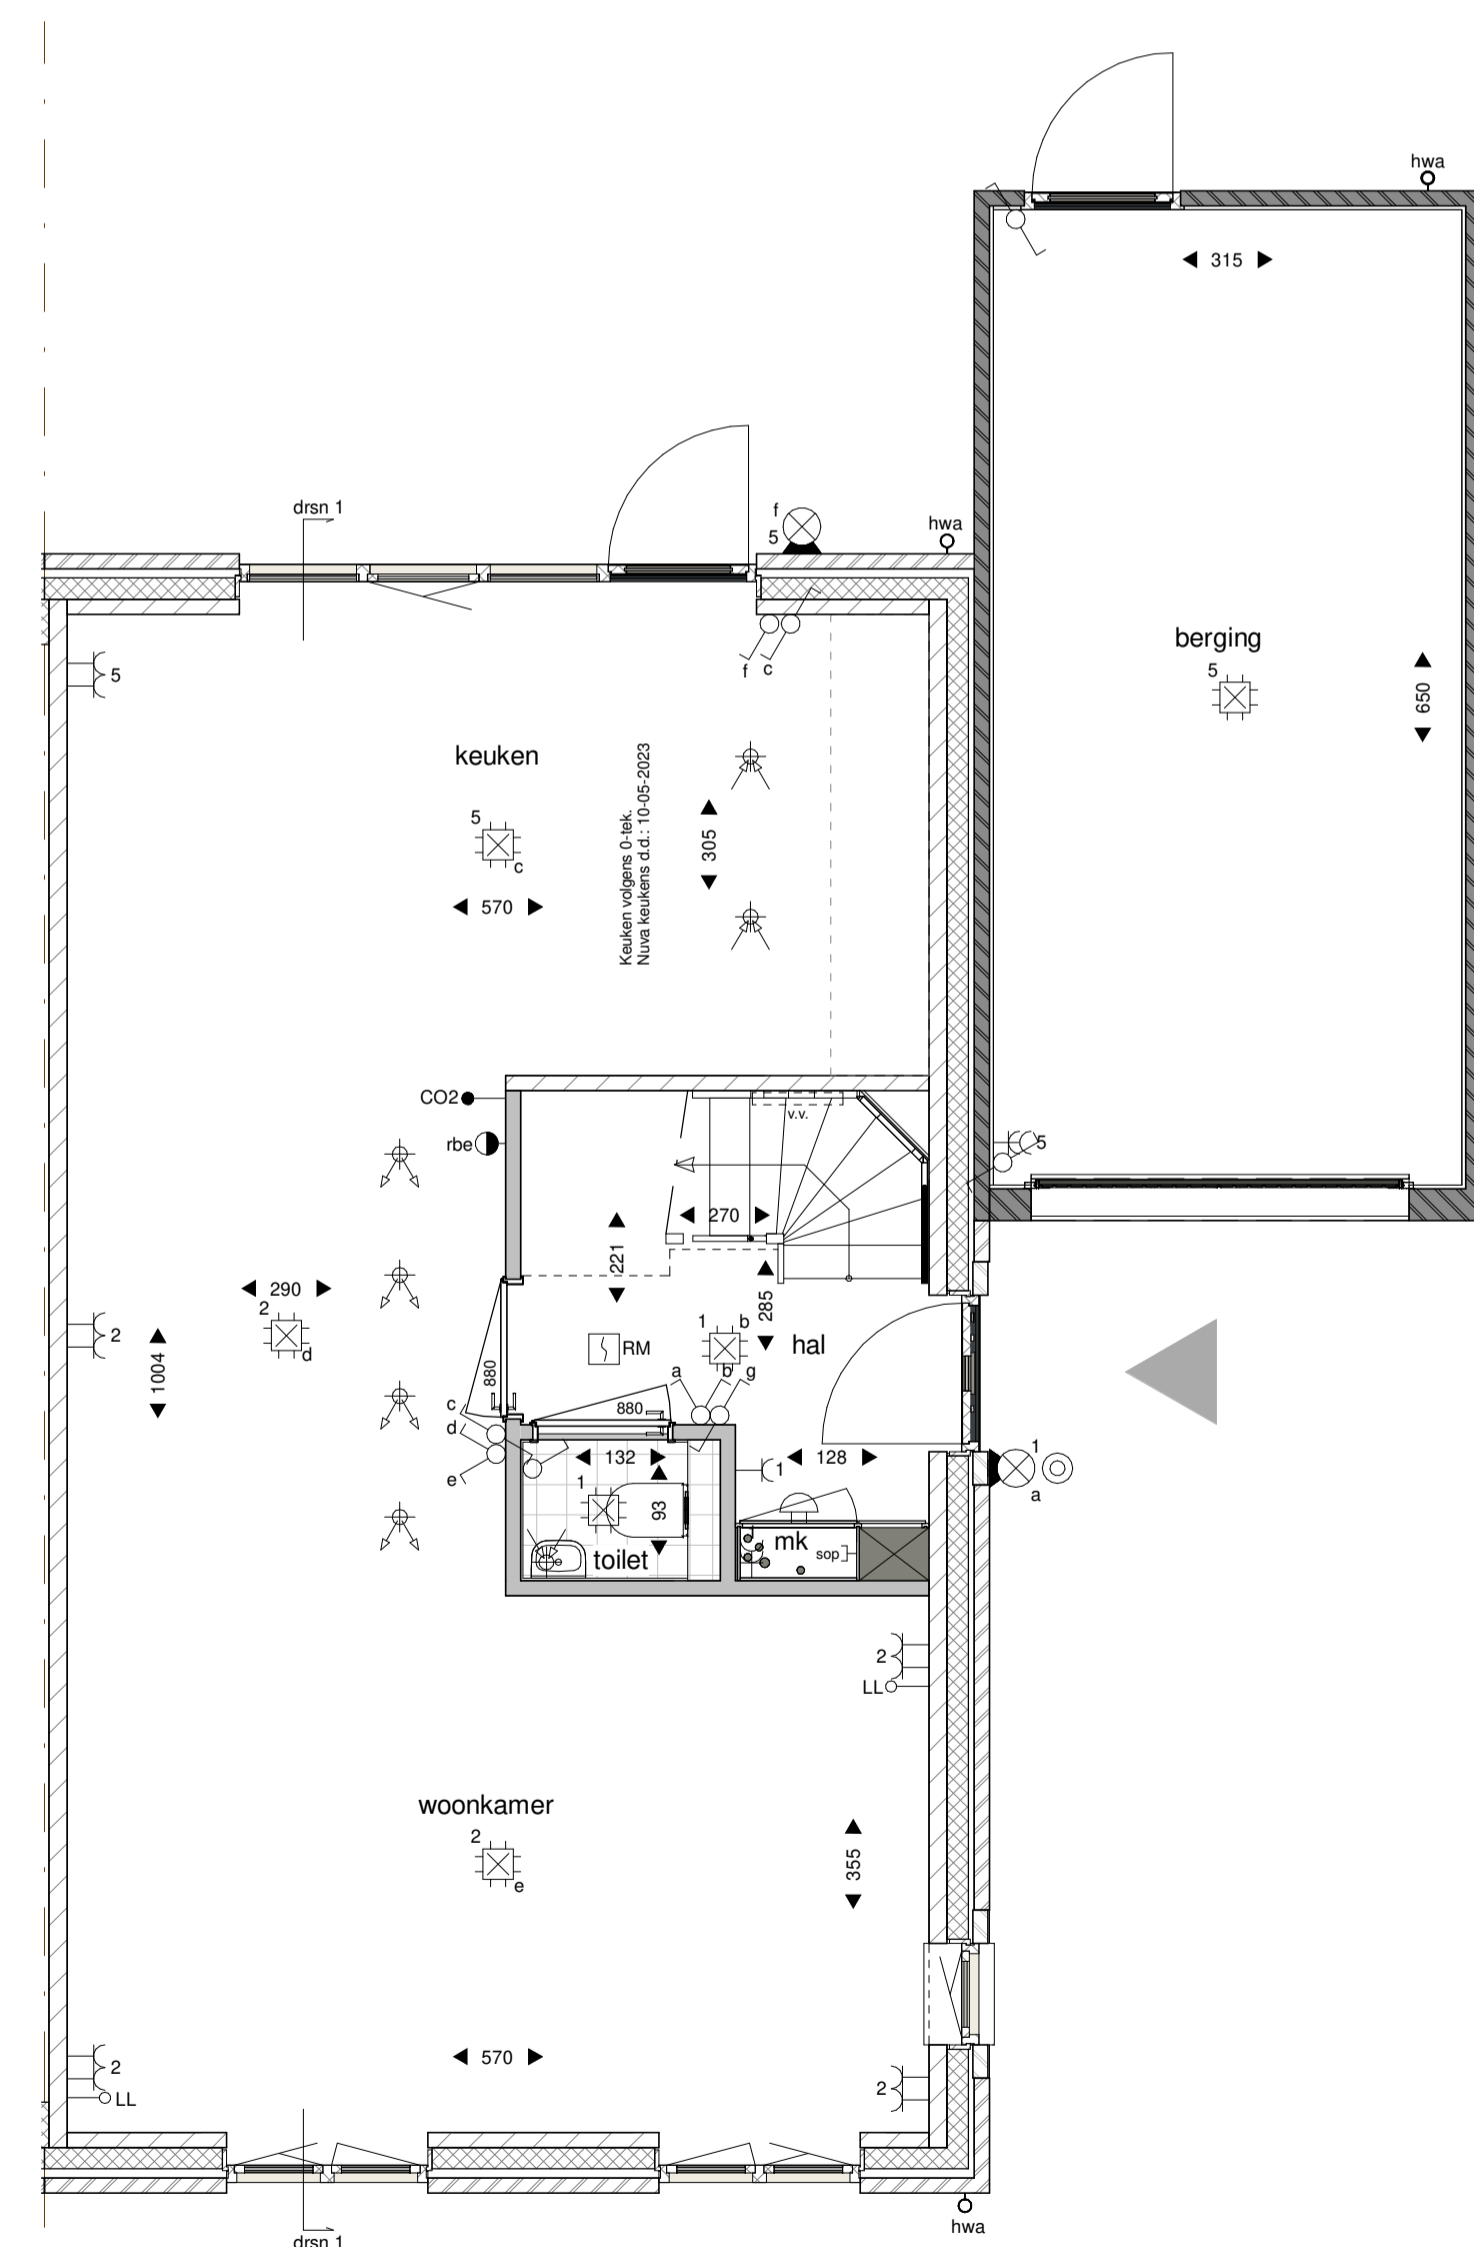 hwa
315
drsn 1
f
5
hwa
f c
5
berging
5
650
keuken
5
c
570
Keuken volgens 0-tek.
Nuva keukens d.d.: 10-05-2023
305
CO2
rbe
v.v.
5
270
221
285
290
2
d
2
1004
RM
1 b
hal
a b g
880
880
c
d
e
132
1
93
toilet
1
128
mk
sop
1
a
2
LL
woonkamer
2
e
355
570
2
LL
2
hwa
drsn 1